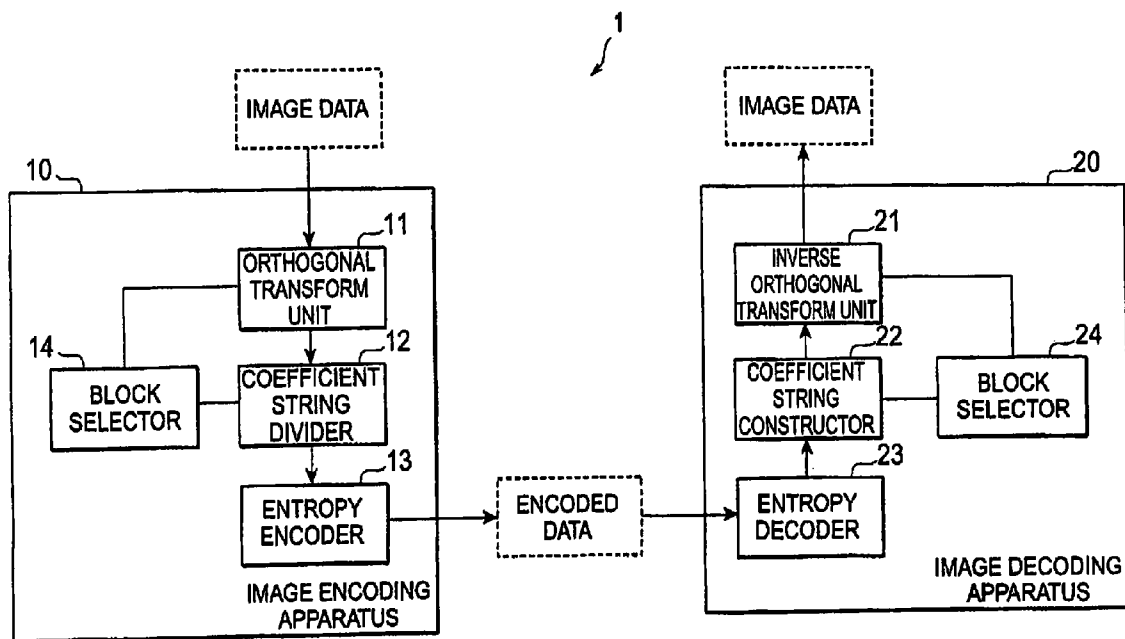 1
IMAGE DATA
IMAGE DATA
10
20
11
ORTHOGONAL
TRANSFORM
UNIT
21
INVERSE
ORTHOGONAL
TRANSFORM UNIT
14
BLOCK
SELECTOR
12
COEFFICIENT
STRING
DIVIDER
22
COEFFICIENT
STRING
CONSTRUCTOR
24
BLOCK
SELECTOR
13
ENTROPY
ENCODER
ENCODED
DATA
23
ENTROPY
DECODER
IMAGE ENCODING
APPARATUS
IMAGE DECODING
APPARATUS